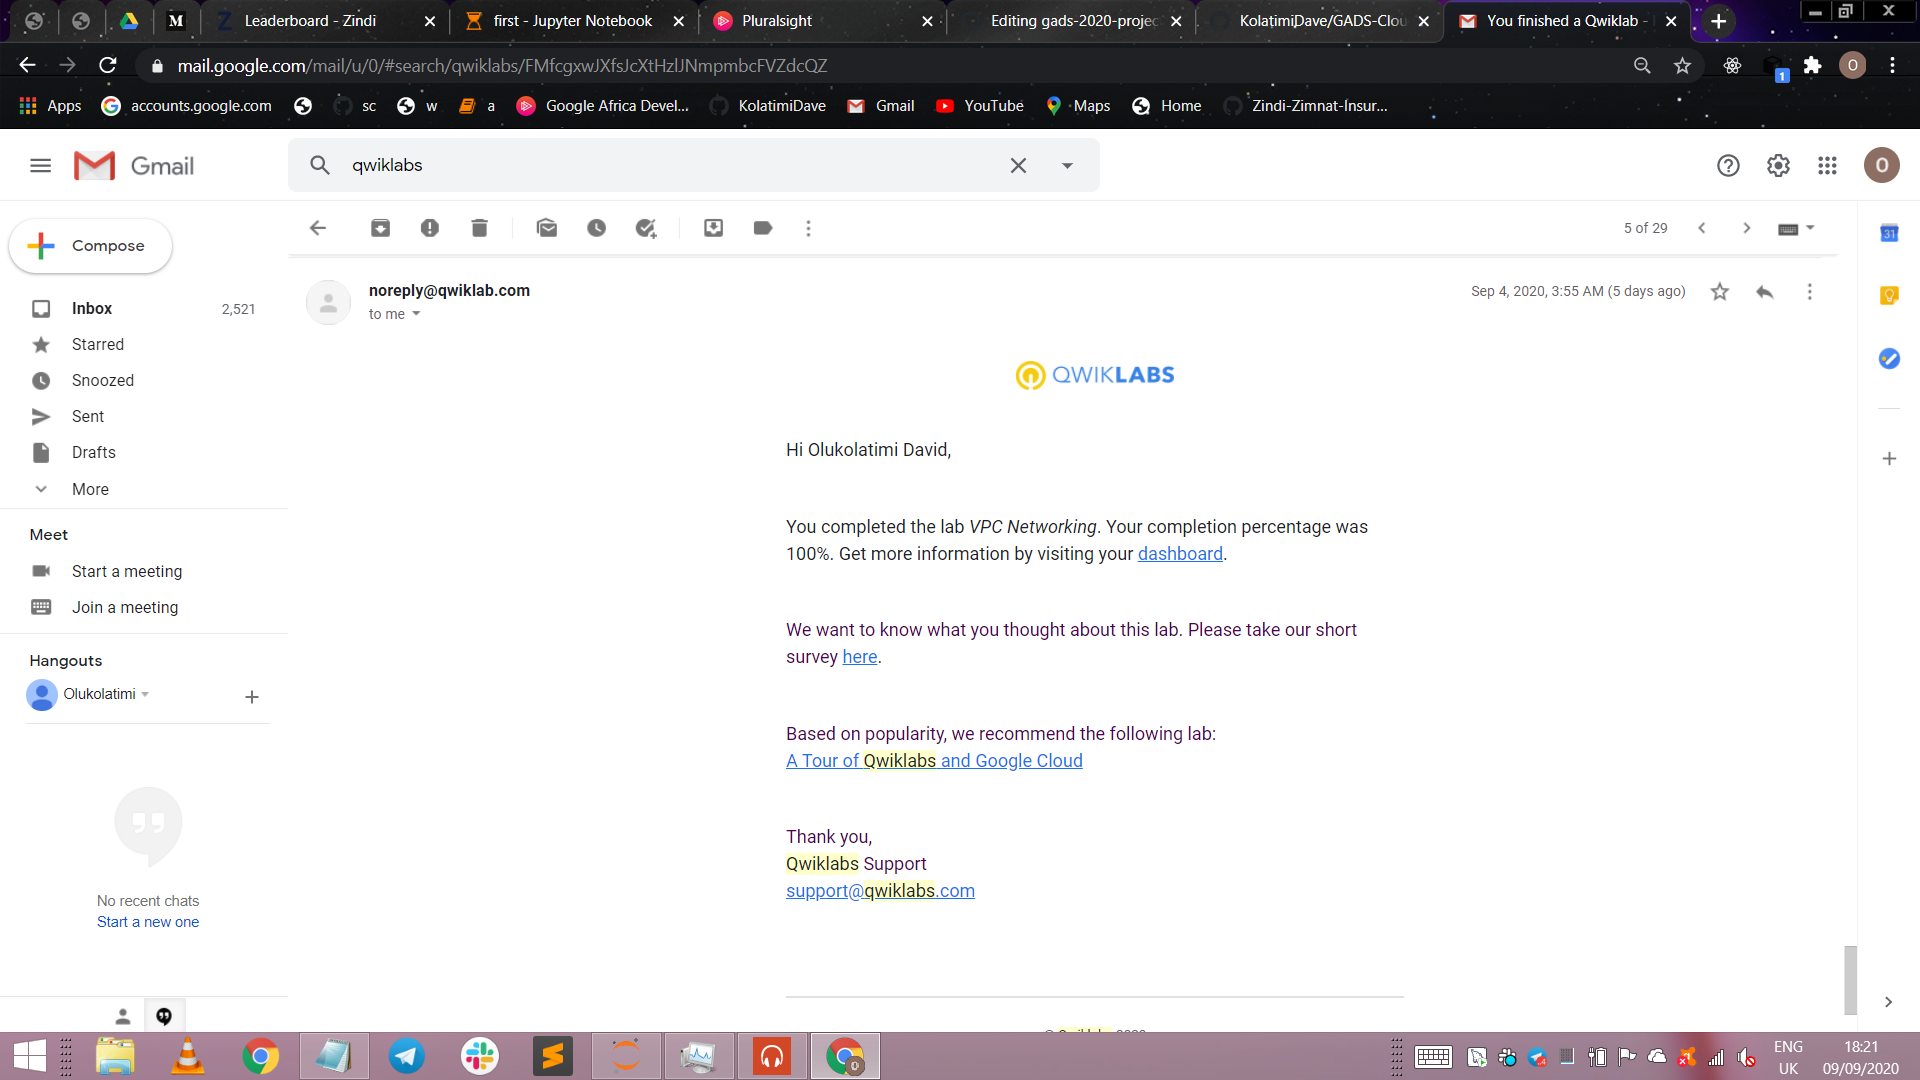 Leaderboard - Zindi
first - Jupyter Notebook
Pluralsight
Editing gads-2020-projec
KolatimiDave/GADS-Clou
You finished a Qwiklab -
mail.google.com/mail/u/0/#search/qwiklabs/FMfcgxwJXfsJcXtHzlJNmpmbcFVZdcQZ
O
1
Apps
accounts.google.com
sc
w
a
Google Africa Devel...
KolatimiDave
Gmail
YouTube
Maps
Home
Zindi-Zimnat-Insur...
Gmail
qwiklabs
O
Compose
5 of 29
31
Inbox 2,521
Starred
Snoozed
Sent
Drafts
More
Meet
Start a meeting
Join a meeting
Hangouts
Olukolatimi
No recent chats
Start a new one
noreply@qwiklab.com
to me
Sep 4, 2020, 3:55 AM (5 days ago)
QWIKLABS
Hi Olukolatimi David,
You completed the lab VPC Networking. Your completion percentage was
100%. Get more information by visiting your dashboard.
We want to know what you thought about this lab. Please take our short
survey here.
Based on popularity, we recommend the following lab:
A Tour of Qwiklabs and Google Cloud
Thank you,
Qwiklabs Support
support@qwiklabs.com
ENG
UK
18:21
09/09/2020